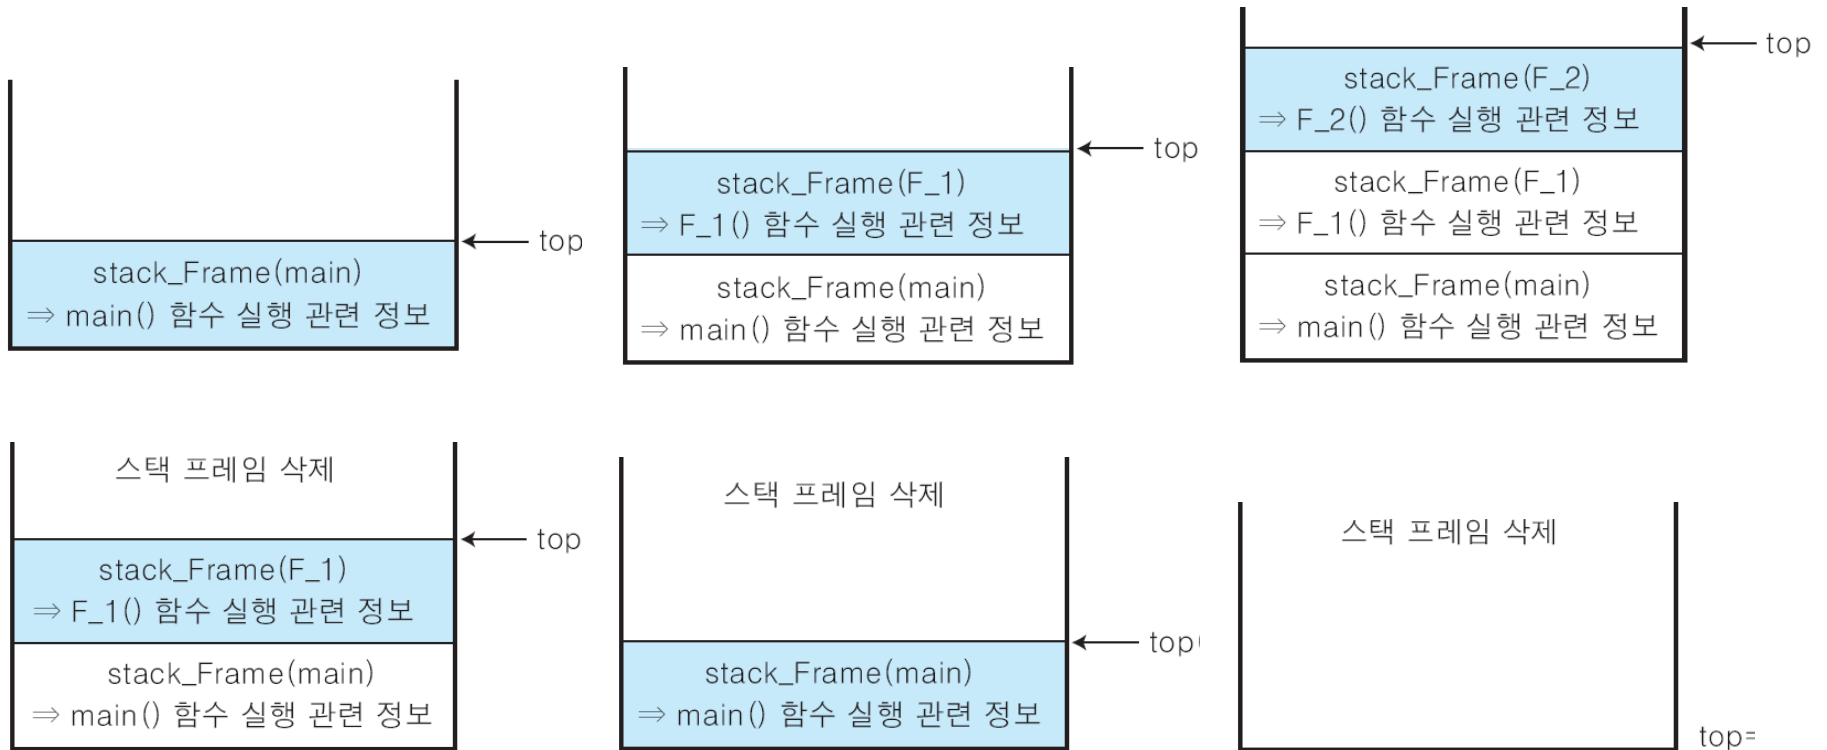 stack_Frame(main)
⇒ main() 함수 실행 관련 정보
top
stack_Frame(F_1)
⇒ F_1() 함수 실행 관련 정보
stack_Frame(main)
⇒ main() 함수 실행 관련 정보
top
stack_Frame(F_2)
⇒ F_2() 함수 실행 관련 정보
stack_Frame(F_1)
⇒ F_1() 함수 실행 관련 정보
stack_Frame(main)
⇒ main() 함수 실행 관련 정보
top
스택 프레임 삭제
stack_Frame(F_1)
⇒ F_1() 함수 실행 관련 정보
stack_Frame(main)
⇒ main() 함수 실행 관련 정보
top
스택 프레임 삭제
stack_Frame(main)
⇒ main() 함수 실행 관련 정보
top
스택 프레임 삭제
top=